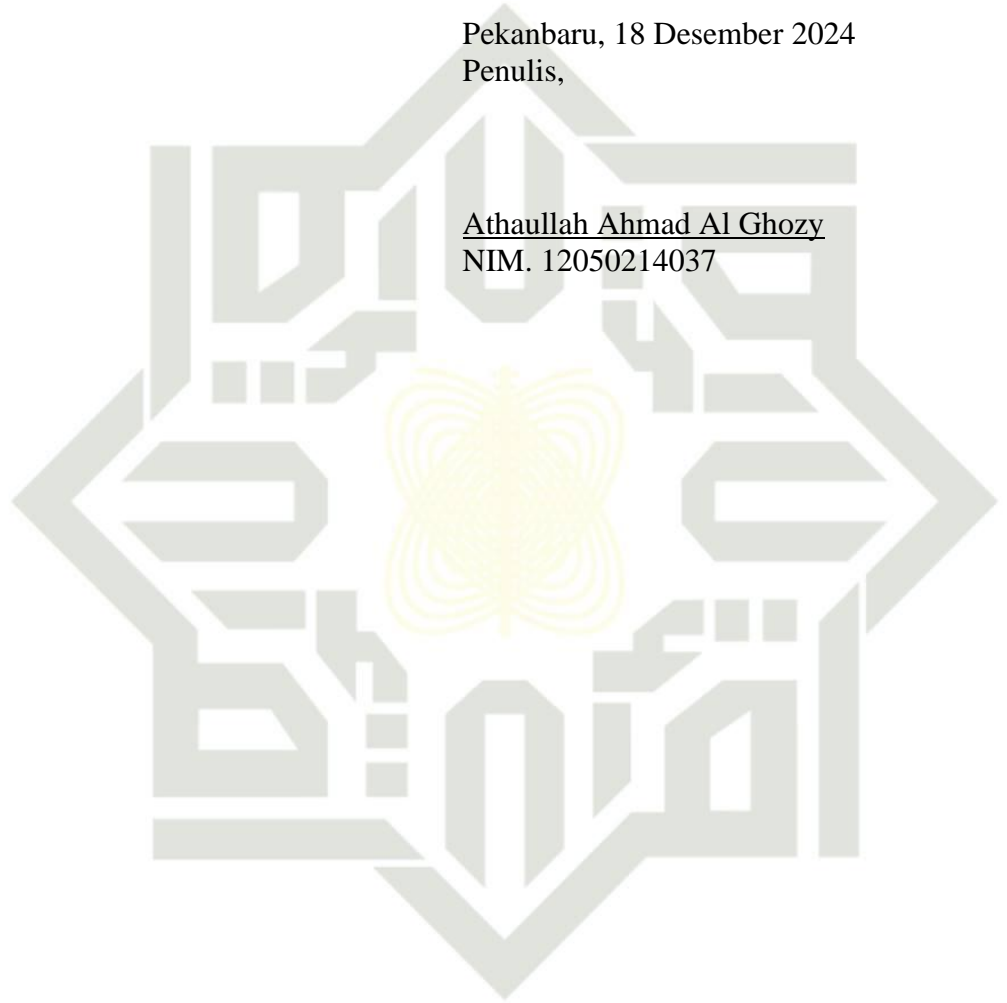 Pekanbaru, 18 Desember 2024
Penulis,
Athaullah Ahmad Al Ghozy
NIM. 12050214037